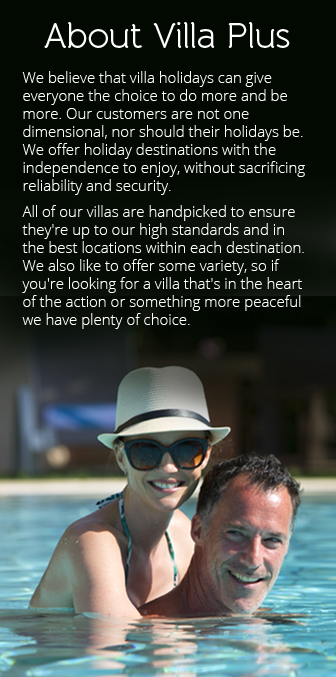 About Villa Plus
We believe that villa holidays can give
everyone the choice to do more and be
more. Our customers are not one
dimensional, nor should their holidays be.
We offer holiday destinations with the
independence to enjoy, without sacrificing
reliability and security.
All of our villas are handpicked to ensure
they're up to our high standards and in
the best locations within each destination.
We also like to offer some variety, so if
you're looking for a villa that's in the heart
of the action or something more peaceful
we have plenty of choice.